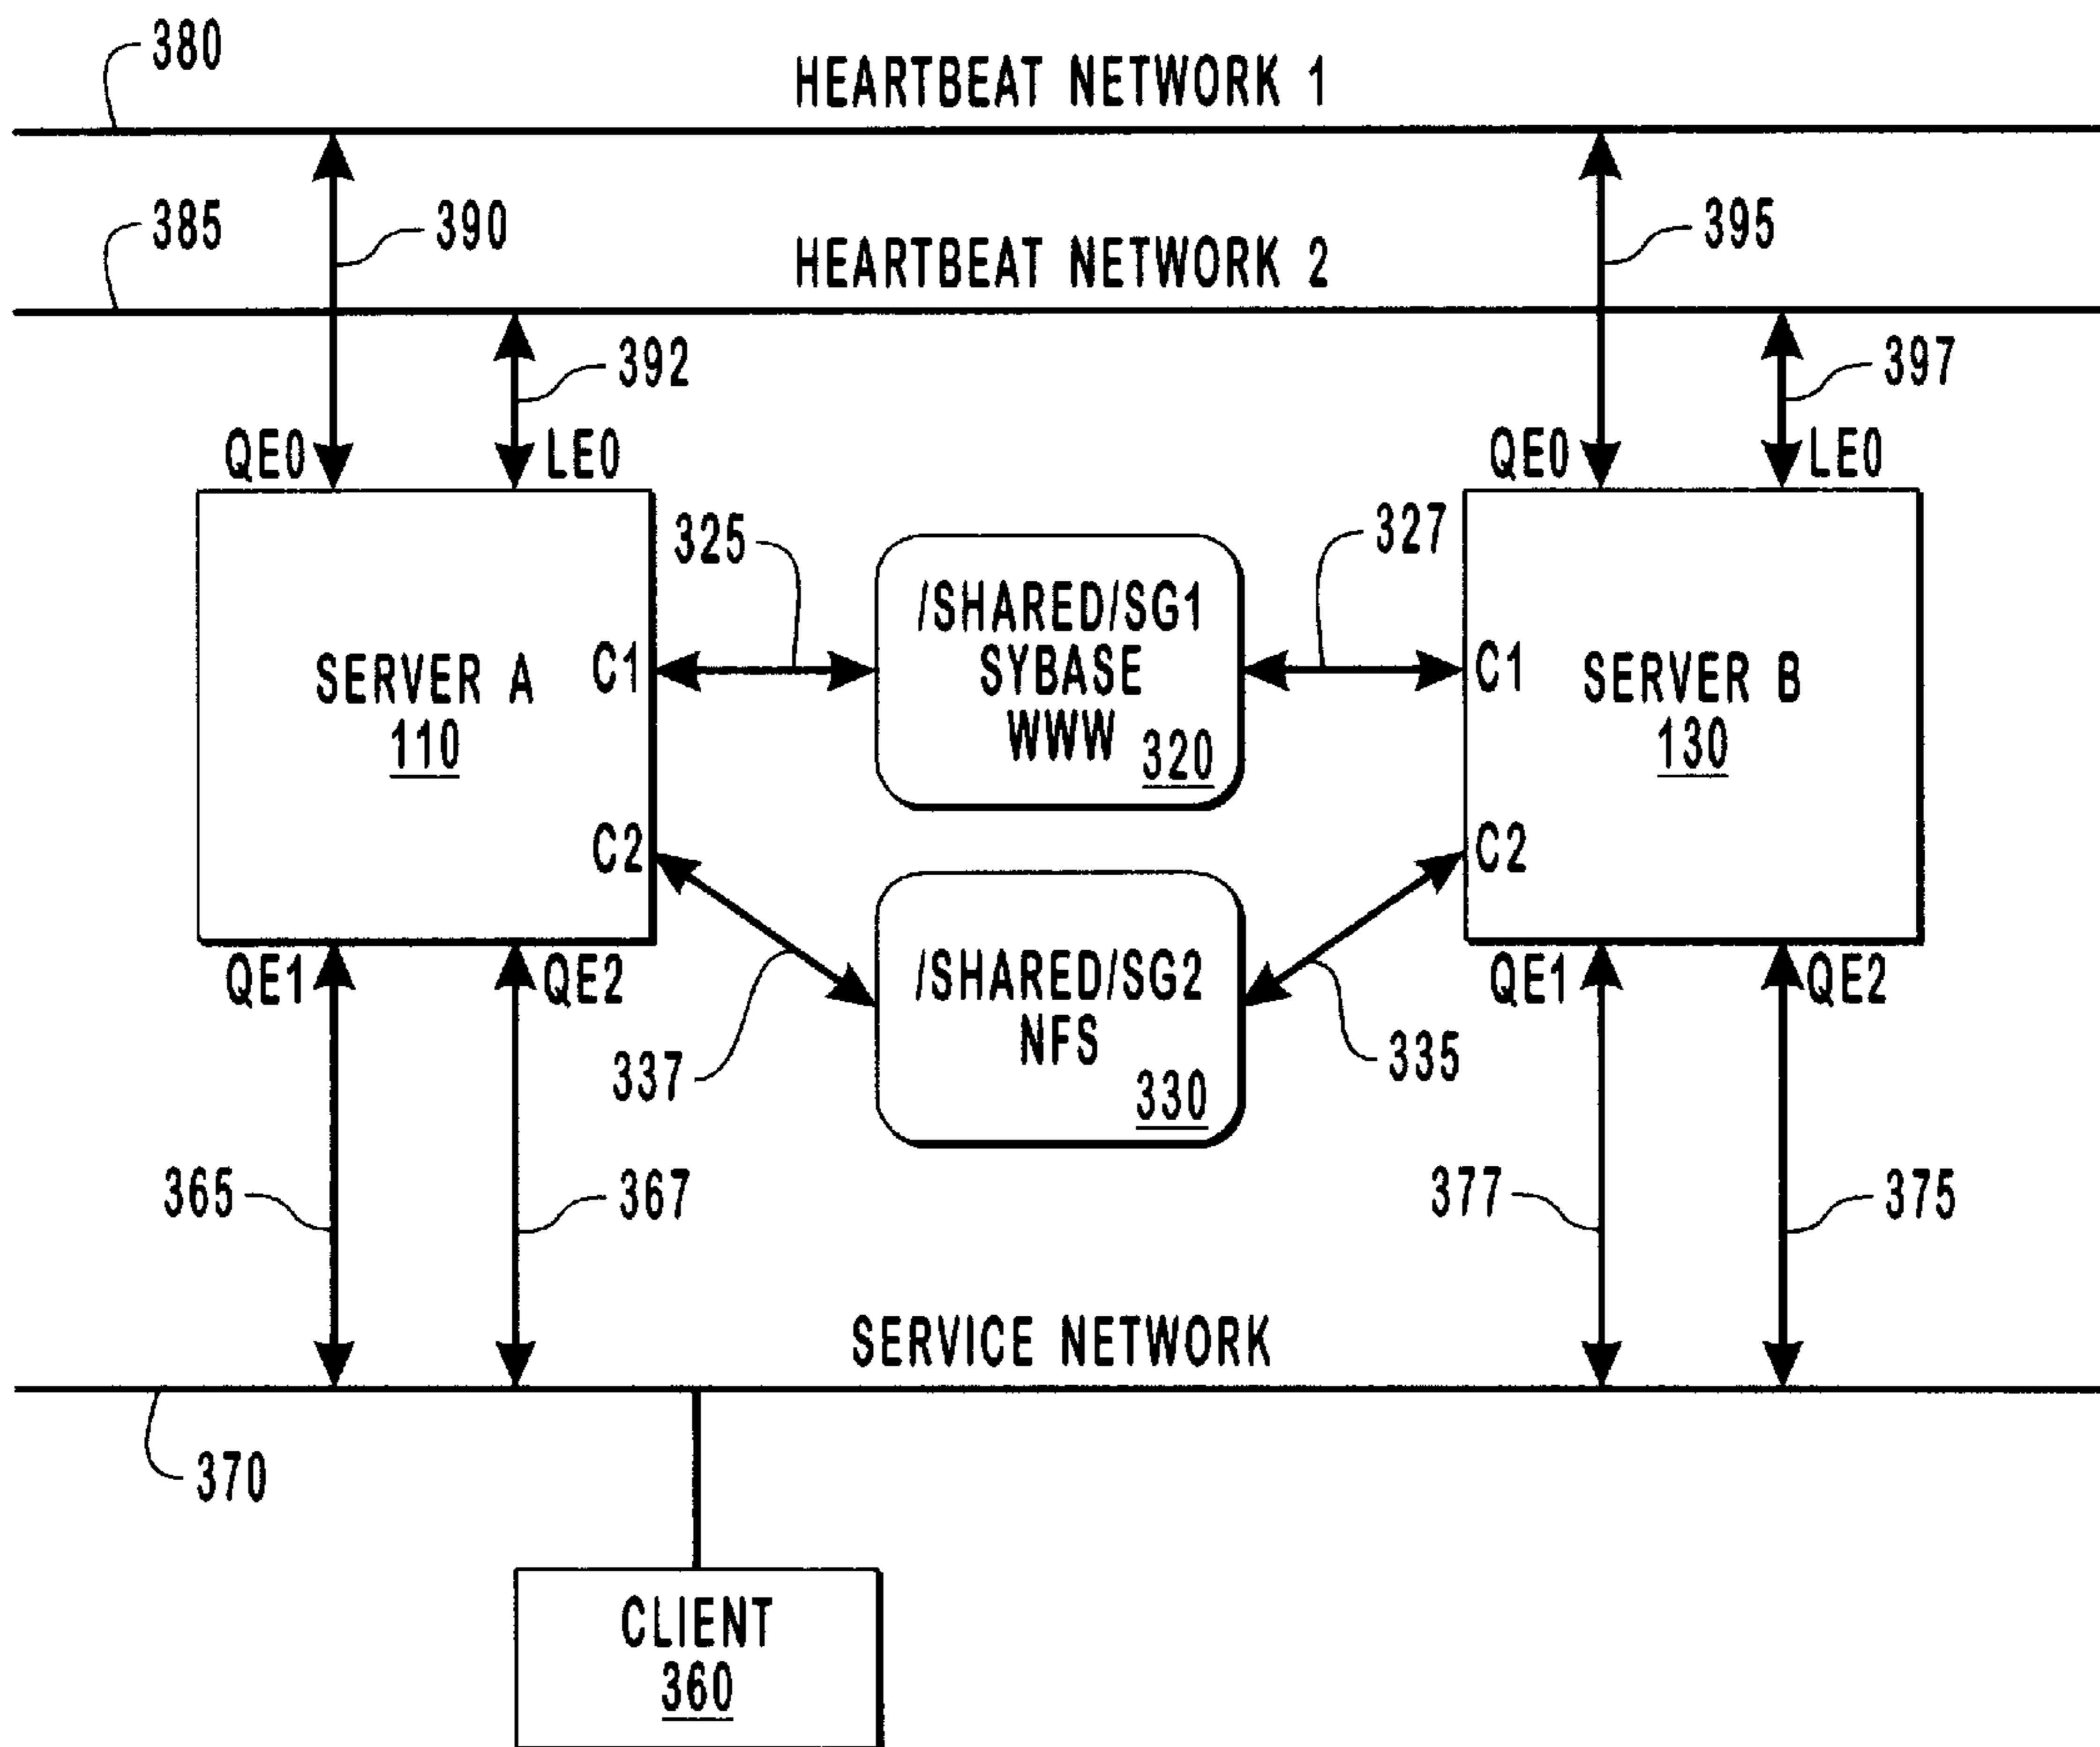 380
HEARTBEAT NETWORK 1
385
390
HEARTBEAT NETWORK 2
395
392
397
QE0
LE0
QE0
LE0
325
327
/SHARED/SG1
SYBASE
WWW
320
SERVER A
110
C1
C1
SERVER B
130
C2
C2
QE1
QE2
/SHARED/SG2
NFS
330
QE1
QE2
337
335
365
367
377
375
SERVICE NETWORK
370
CLIENT
360